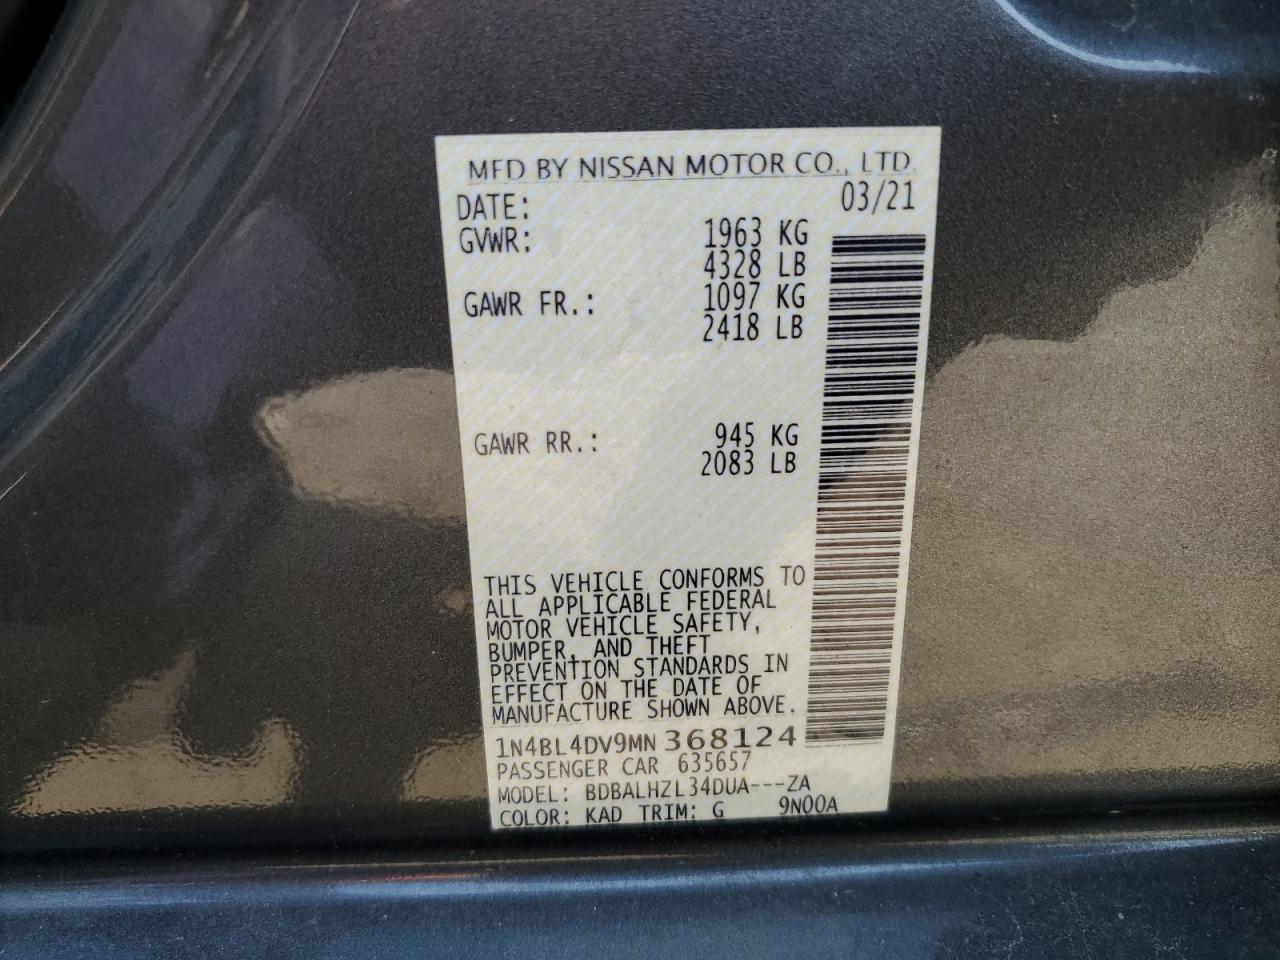 MFD BY NISSAN MOTOR CO., LTD.
DATE: 03/21
GVWR: 1963 KG
4328 LB
GAWR FR.: 1097 KG
2418 LB
GAWR RR.: 945 KG
2083 LB
THIS VEHICLE CONFORMS TO
ALL APPLICABLE FEDERAL
MOTOR VEHICLE SAFETY,
BUMPER, AND THEFT
PREVENTION STANDARDS IN
EFFECT ON THE DATE OF
MANUFACTURE SHOWN ABOVE.
1N4BL4DV9MN 368124
PASSENGER CAR 635657
MODEL: BDBALHZL34DUA---ZA
COLOR: KAD TRIM: G 9N00A